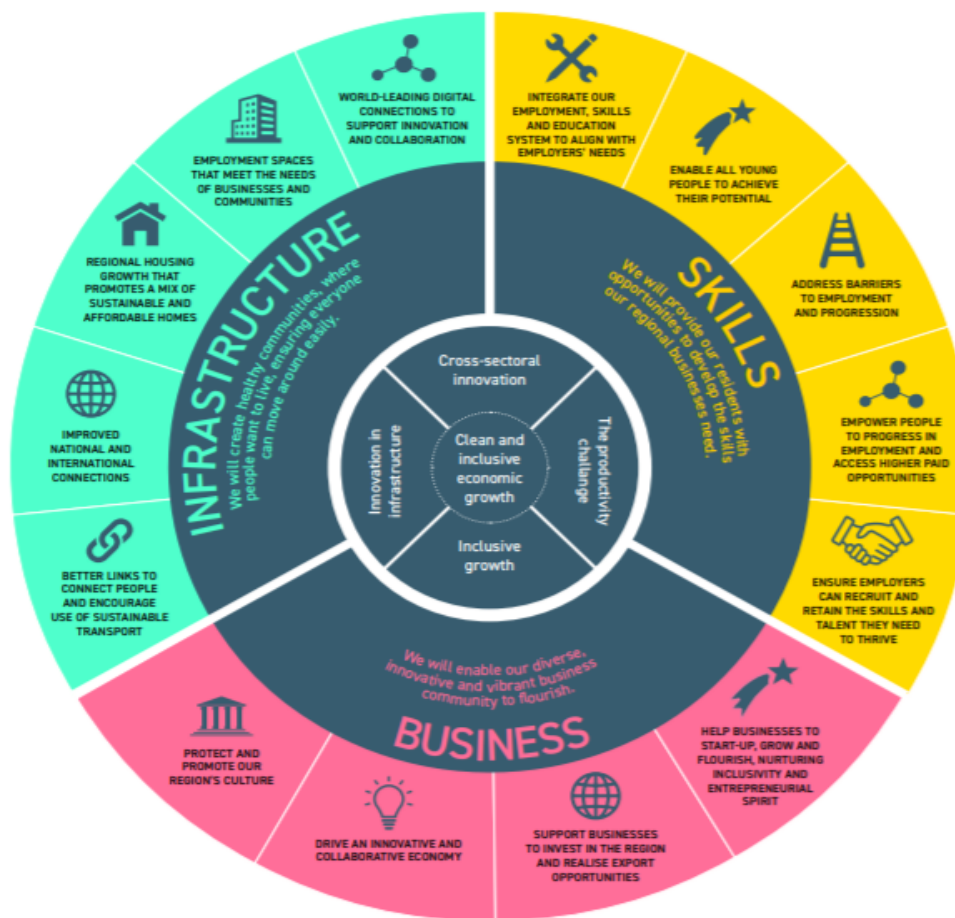 WORLD-LEADING DIGITAL
CONNECTIONS TO
SUPPORT INNOVATION
AND COLLABORATION
EMPLOYMENT SPACES
THAT MEET THE NEEDS
OF BUSINESSES AND
COMMUNITIES
REGIONAL HOUSING
GROWTH THAT
PROMOTES A MIX OF
SUSTAINABLE AND
AFFORDABLE HOMES
IMPROVED
NATIONAL AND
INTERNATIONAL
CONNECTIONS
BETTER LINKS TO
CONNECT PEOPLE
AND ENCOURAGE
USE OF SUSTAINABLE
TRANSPORT
INFRASTRUCTURE
We will create healthy communities, where
people want to live, ensuring everyone
can move around easily.
INTEGRATE OUR
EMPLOYMENT, SKILLS
AND EDUCATION
SYSTEM TO ALIGN WITH
EMPLOYERS' NEEDS
ENABLE ALL YOUNG
PEOPLE TO ACHIEVE
THEIR POTENTIAL
ADDRESS BARRIERS
TO EMPLOYMENT
AND PROGRESSION
EMPOWER PEOPLE
TO PROGRESS IN
EMPLOYMENT AND
ACCESS HIGHER PAID
OPPORTUNITIES
ENSURE EMPLOYERS
CAN RECRUIT AND
RETAIN THE SKILLS AND
TALENT THEY NEED
TO THRIVE
SKILLS
We will provide our residents with
opportunities to develop the skills
our regional businesses need.
Cross-sectoral
innovation
Innovation in
infrastructure
Clean and
inclusive
economic
growth
The productivity
challange
Inclusive
growth
We will enable our diverse,
innovative and vibrant business
community to flourish.
BUSINESS
PROTECT AND
PROMOTE OUR
REGION'S CULTURE
DRIVE AN INNOVATIVE AND
COLLABORATIVE ECONOMY
SUPPORT BUSINESSES
TO INVEST IN THE REGION
AND REALISE EXPORT
OPPORTUNITIES
HELP BUSINESSES TO
START-UP, GROW AND
FLOURISH, NURTURING
INCLUSIVITY AND
ENTREPRENEURIAL
SPIRIT